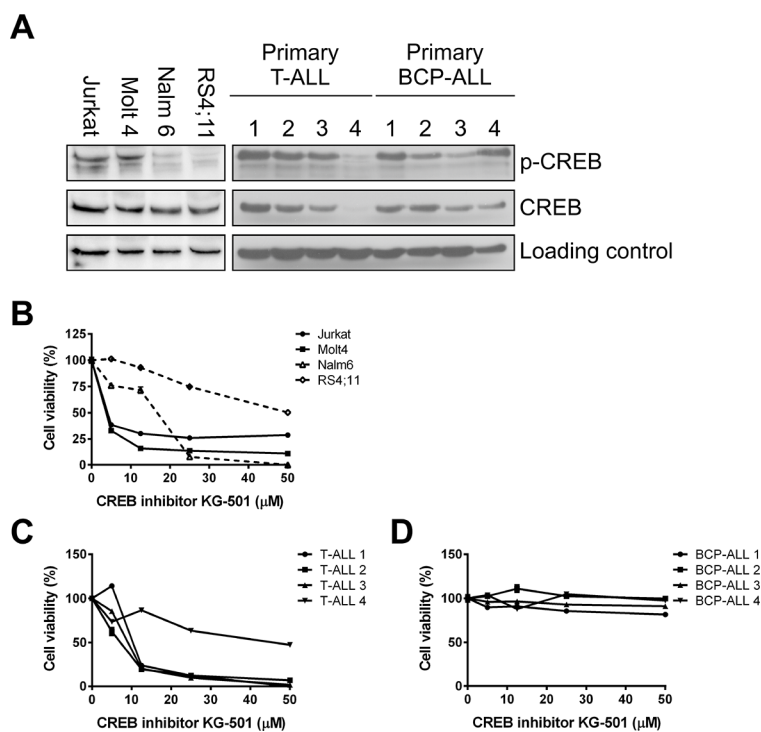 A
Jurkat
Molt 4
Nalm 6
RS4;11
Primary
T-ALL
Primary
BCP-ALL
1 2 3 4 1 2 3 4
p-CREB
CREB
Loading control
B
125
100
75
50
25
0
Cell viability (%)
0 10 20 30 40 50
CREB inhibitor KG-501 (μM)
Jurkat
Molt4
Nalm6
RS4;11
C
150
100
50
0
Cell viability (%)
0 10 20 30 40 50
CREB inhibitor KG-501 (μM)
T-ALL 1
T-ALL 2
T-ALL 3
T-ALL 4
D
150
100
50
0
Cell viability (%)
0 10 20 30 40 50
CREB inhibitor KG-501 (μM)
BCP-ALL 1
BCP-ALL 2
BCP-ALL 3
BCP-ALL 4